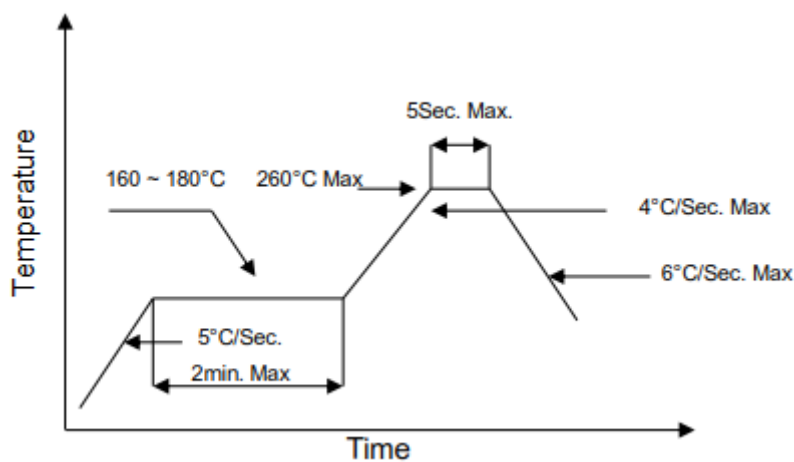 5Sec. Max.
160 ~ 180°C
260°C Max
4°C/Sec. Max
6°C/Sec. Max
5°C/Sec.
2min. Max
Temperature
Time